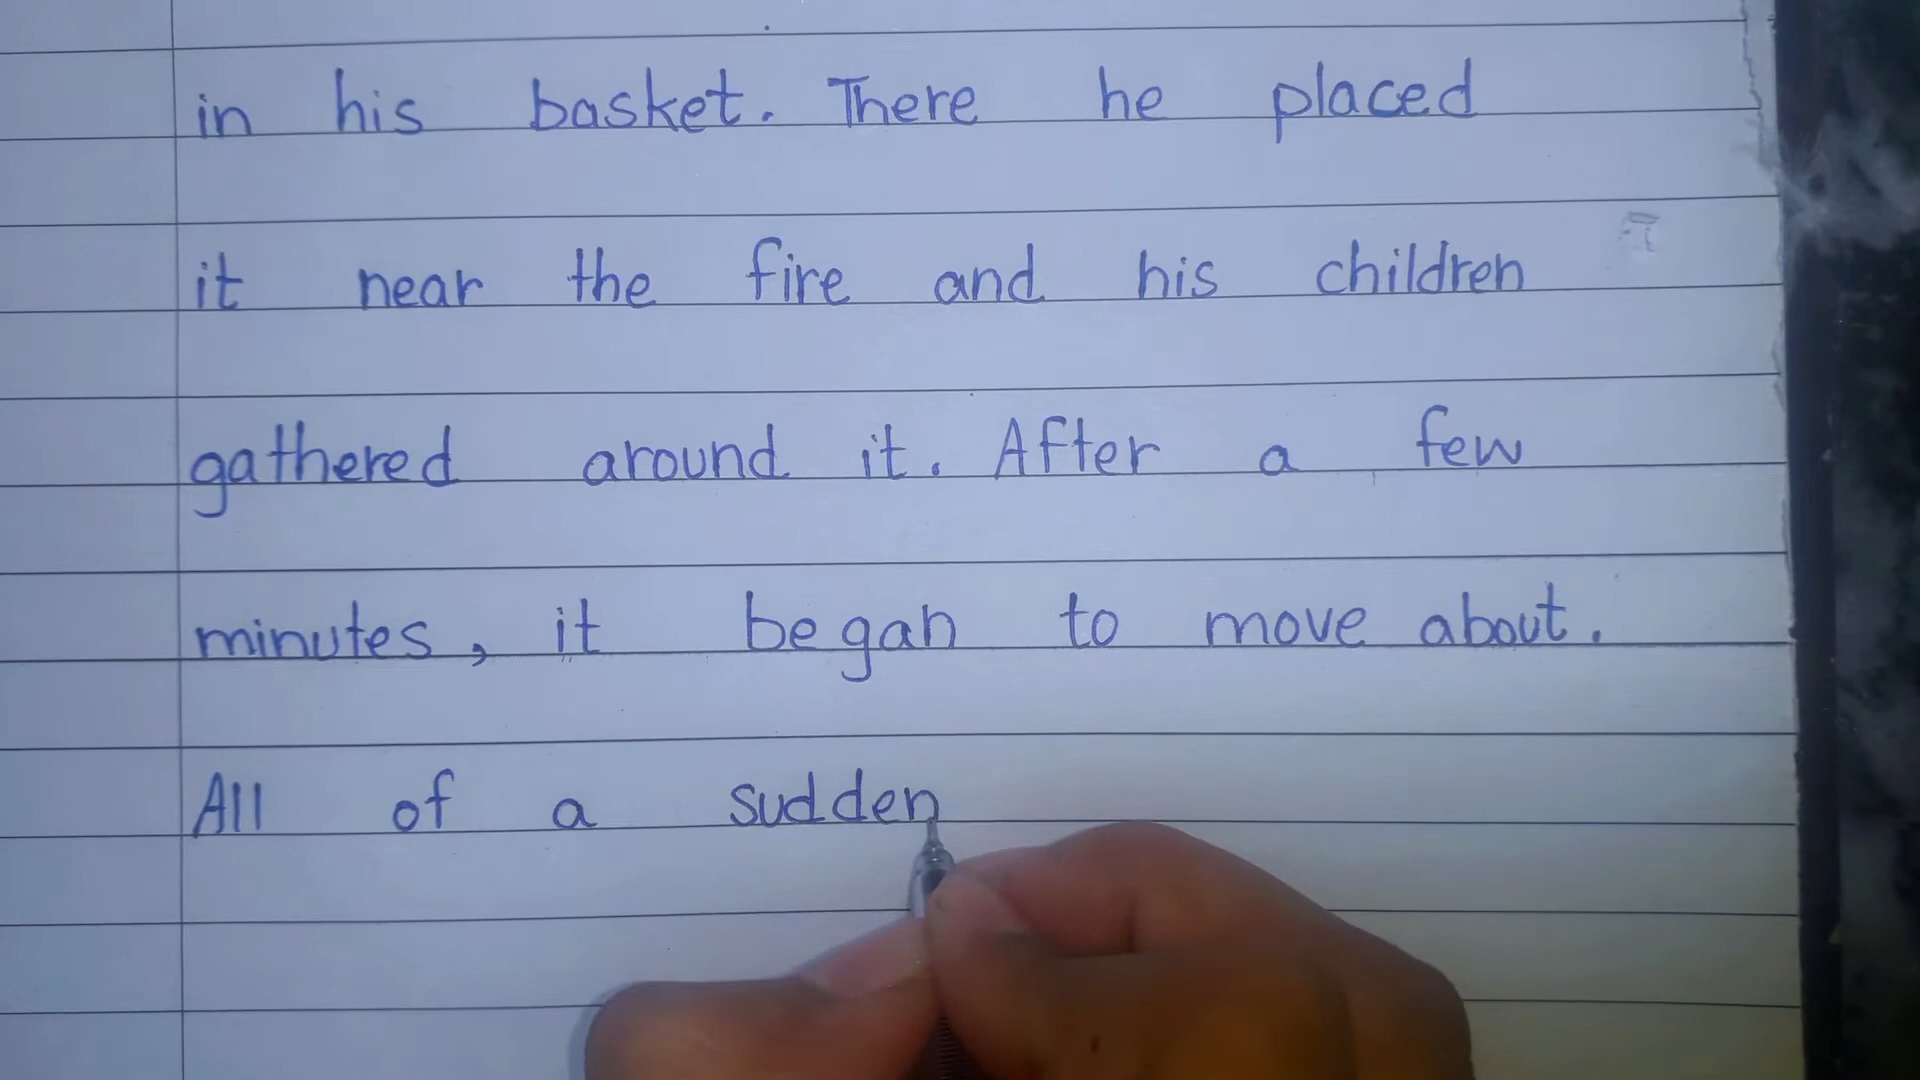 in his basket. There he placed
it near the fire and his children
gathered around it. After a few
minutes, it began to move about.
All of a sudden